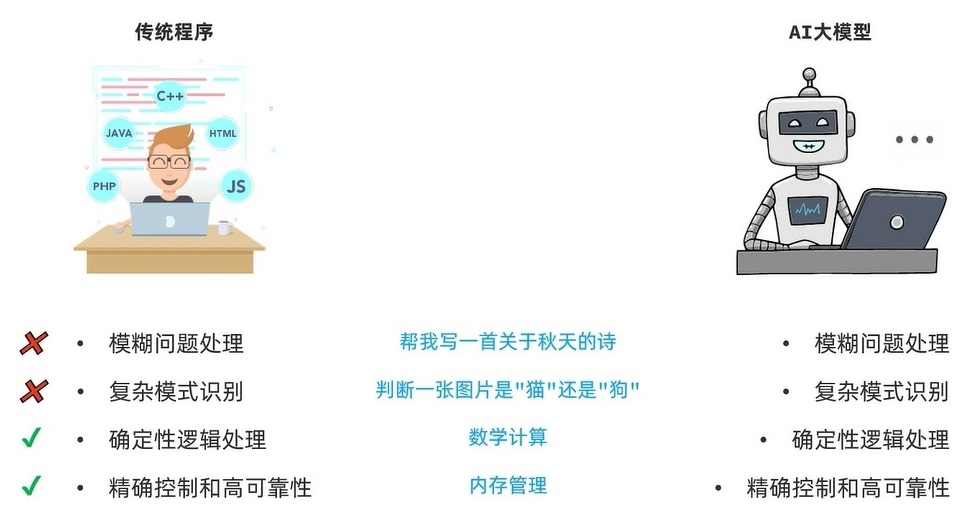 传统程序
AI大模型
C++
JAVA
HTML
PHP
JS
• 模糊问题处理
帮我写一首关于秋天的诗
• 模糊问题处理
• 复杂模式识别
判断一张图片是"猫"还是"狗"
• 复杂模式识别
• 确定性逻辑处理
数学计算
• 确定性逻辑处理
• 精确控制和高可靠性
内存管理
• 精确控制和高可靠性